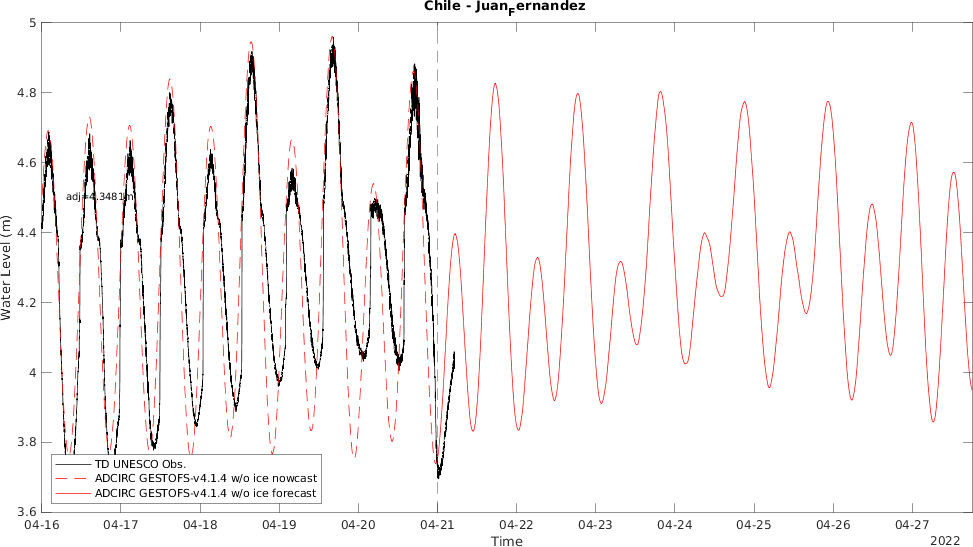 Chile - JuanFernandez
5
4.8
4.6
4.4
4.2
4
3.8
3.6
Water Level (m)
adj=4.3481m
TD UNESCO Obs.
ADCIRC GESTOFS-v4.1.4 w/o ice nowcast
ADCIRC GESTOFS-v4.1.4 w/o ice forecast
04-16 04-17 04-18 04-19 04-20 04-21 04-22 04-23 04-24 04-25 04-26 04-27
Time
2022